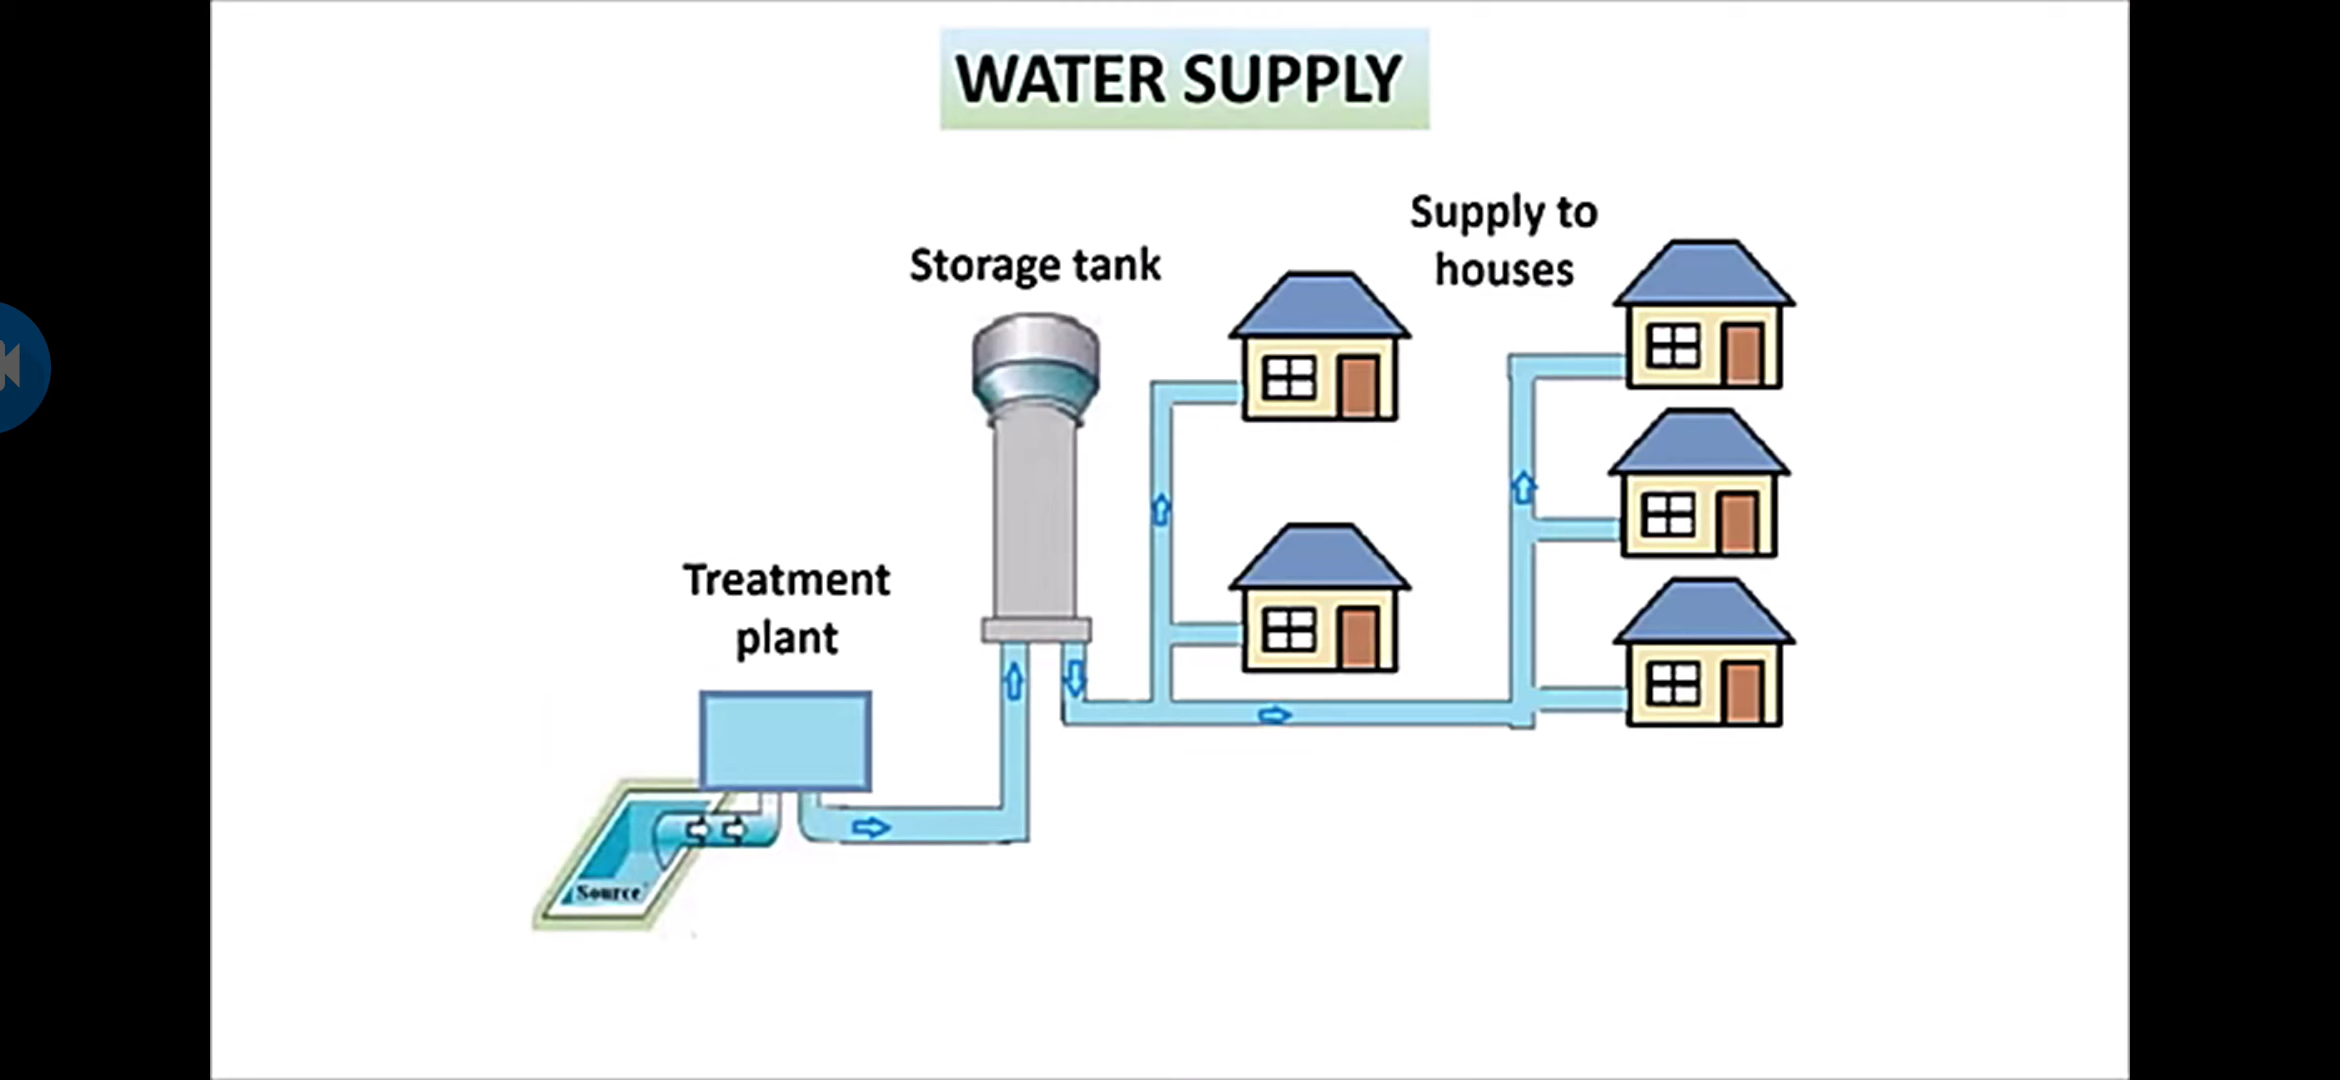 WATER SUPPLY
Supply to
houses
Storage tank
Treatment
plant
Source